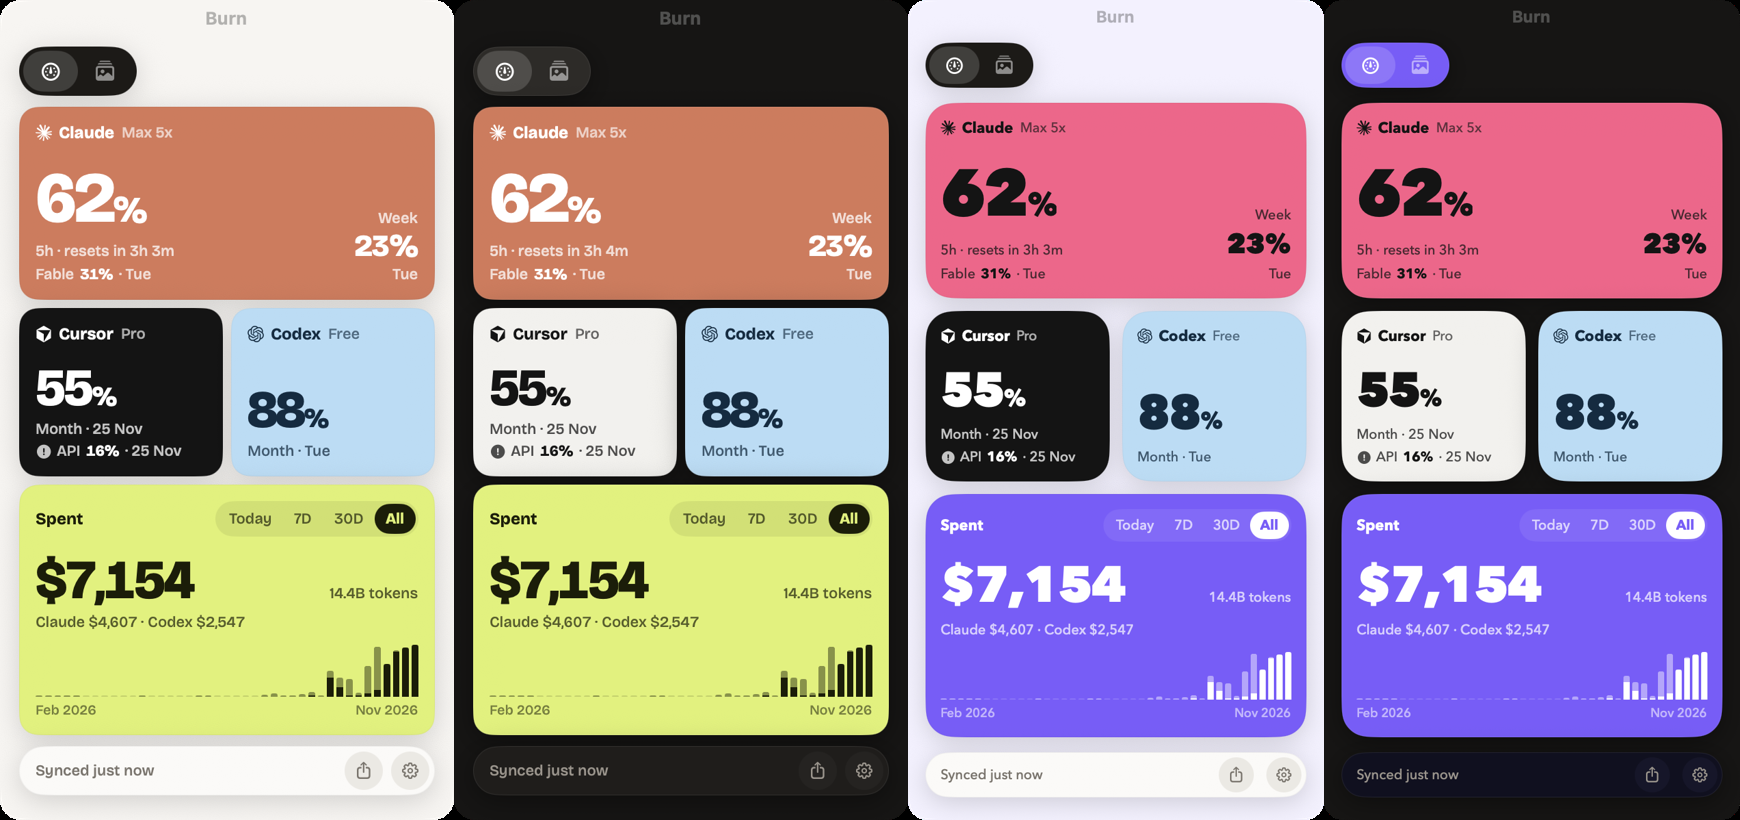 Burn
Claude Max 5x
62%
Week
5h · resets in 3h 3m
23%
Fable 31% · Tue
Tue
Cursor Pro
55%
Month · 25 Nov
API 16% · 25 Nov
Codex Free
88%
Month · Tue
Spent
Today 7D 30D All
$7,154
14.4B tokens
Claude $4,607 · Codex $2,547
Feb 2026
Nov 2026
Synced just now
Burn
Claude Max 5x
62%
Week
5h · resets in 3h 4m
23%
Fable 31% · Tue
Tue
Cursor Pro
55%
Month · 25 Nov
API 16% · 25 Nov
Codex Free
88%
Month · Tue
Spent
Today 7D 30D All
$7,154
14.4B tokens
Claude $4,607 · Codex $2,547
Feb 2026
Nov 2026
Synced just now
Burn
Claude Max 5x
62%
Week
5h · resets in 3h 3m
23%
Fable 31% · Tue
Tue
Cursor Pro
55%
Month · 25 Nov
API 16% · 25 Nov
Codex Free
88%
Month · Tue
Spent
Today 7D 30D All
$7,154
14.4B tokens
Claude $4,607 · Codex $2,547
Feb 2026
Nov 2026
Synced just now
Burn
Claude Max 5x
62%
Week
5h · resets in 3h 3m
23%
Fable 31% · Tue
Tue
Cursor Pro
55%
Month · 25 Nov
API 16% · 25 Nov
Codex Free
88%
Month · Tue
Spent
Today 7D 30D All
$7,154
14.4B tokens
Claude $4,607 · Codex $2,547
Feb 2026
Nov 2026
Synced just now